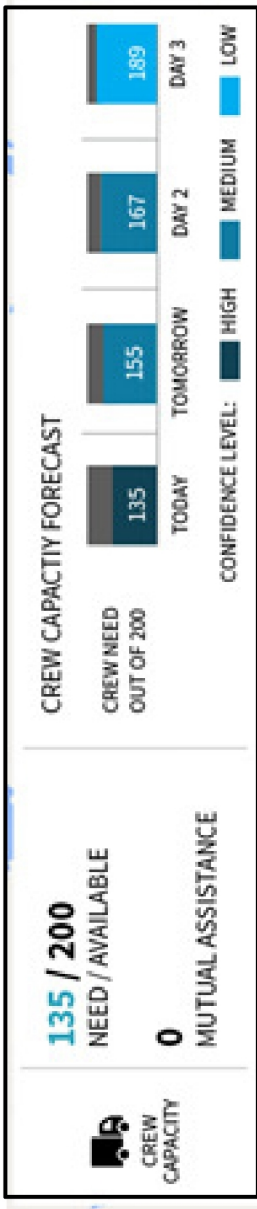 CREW
CAPACITY
135 / 200
NEED / AVAILABLE
0
MUTUAL ASSISTANCE
CREW CAPACTIY FORECAST
CREW NEED
OUT OF 200
135
155
167
189
TODAY
TOMORROW
DAY 2
DAY 3
CONFIDENCE LEVEL:
HIGH
MEDIUM
LOW